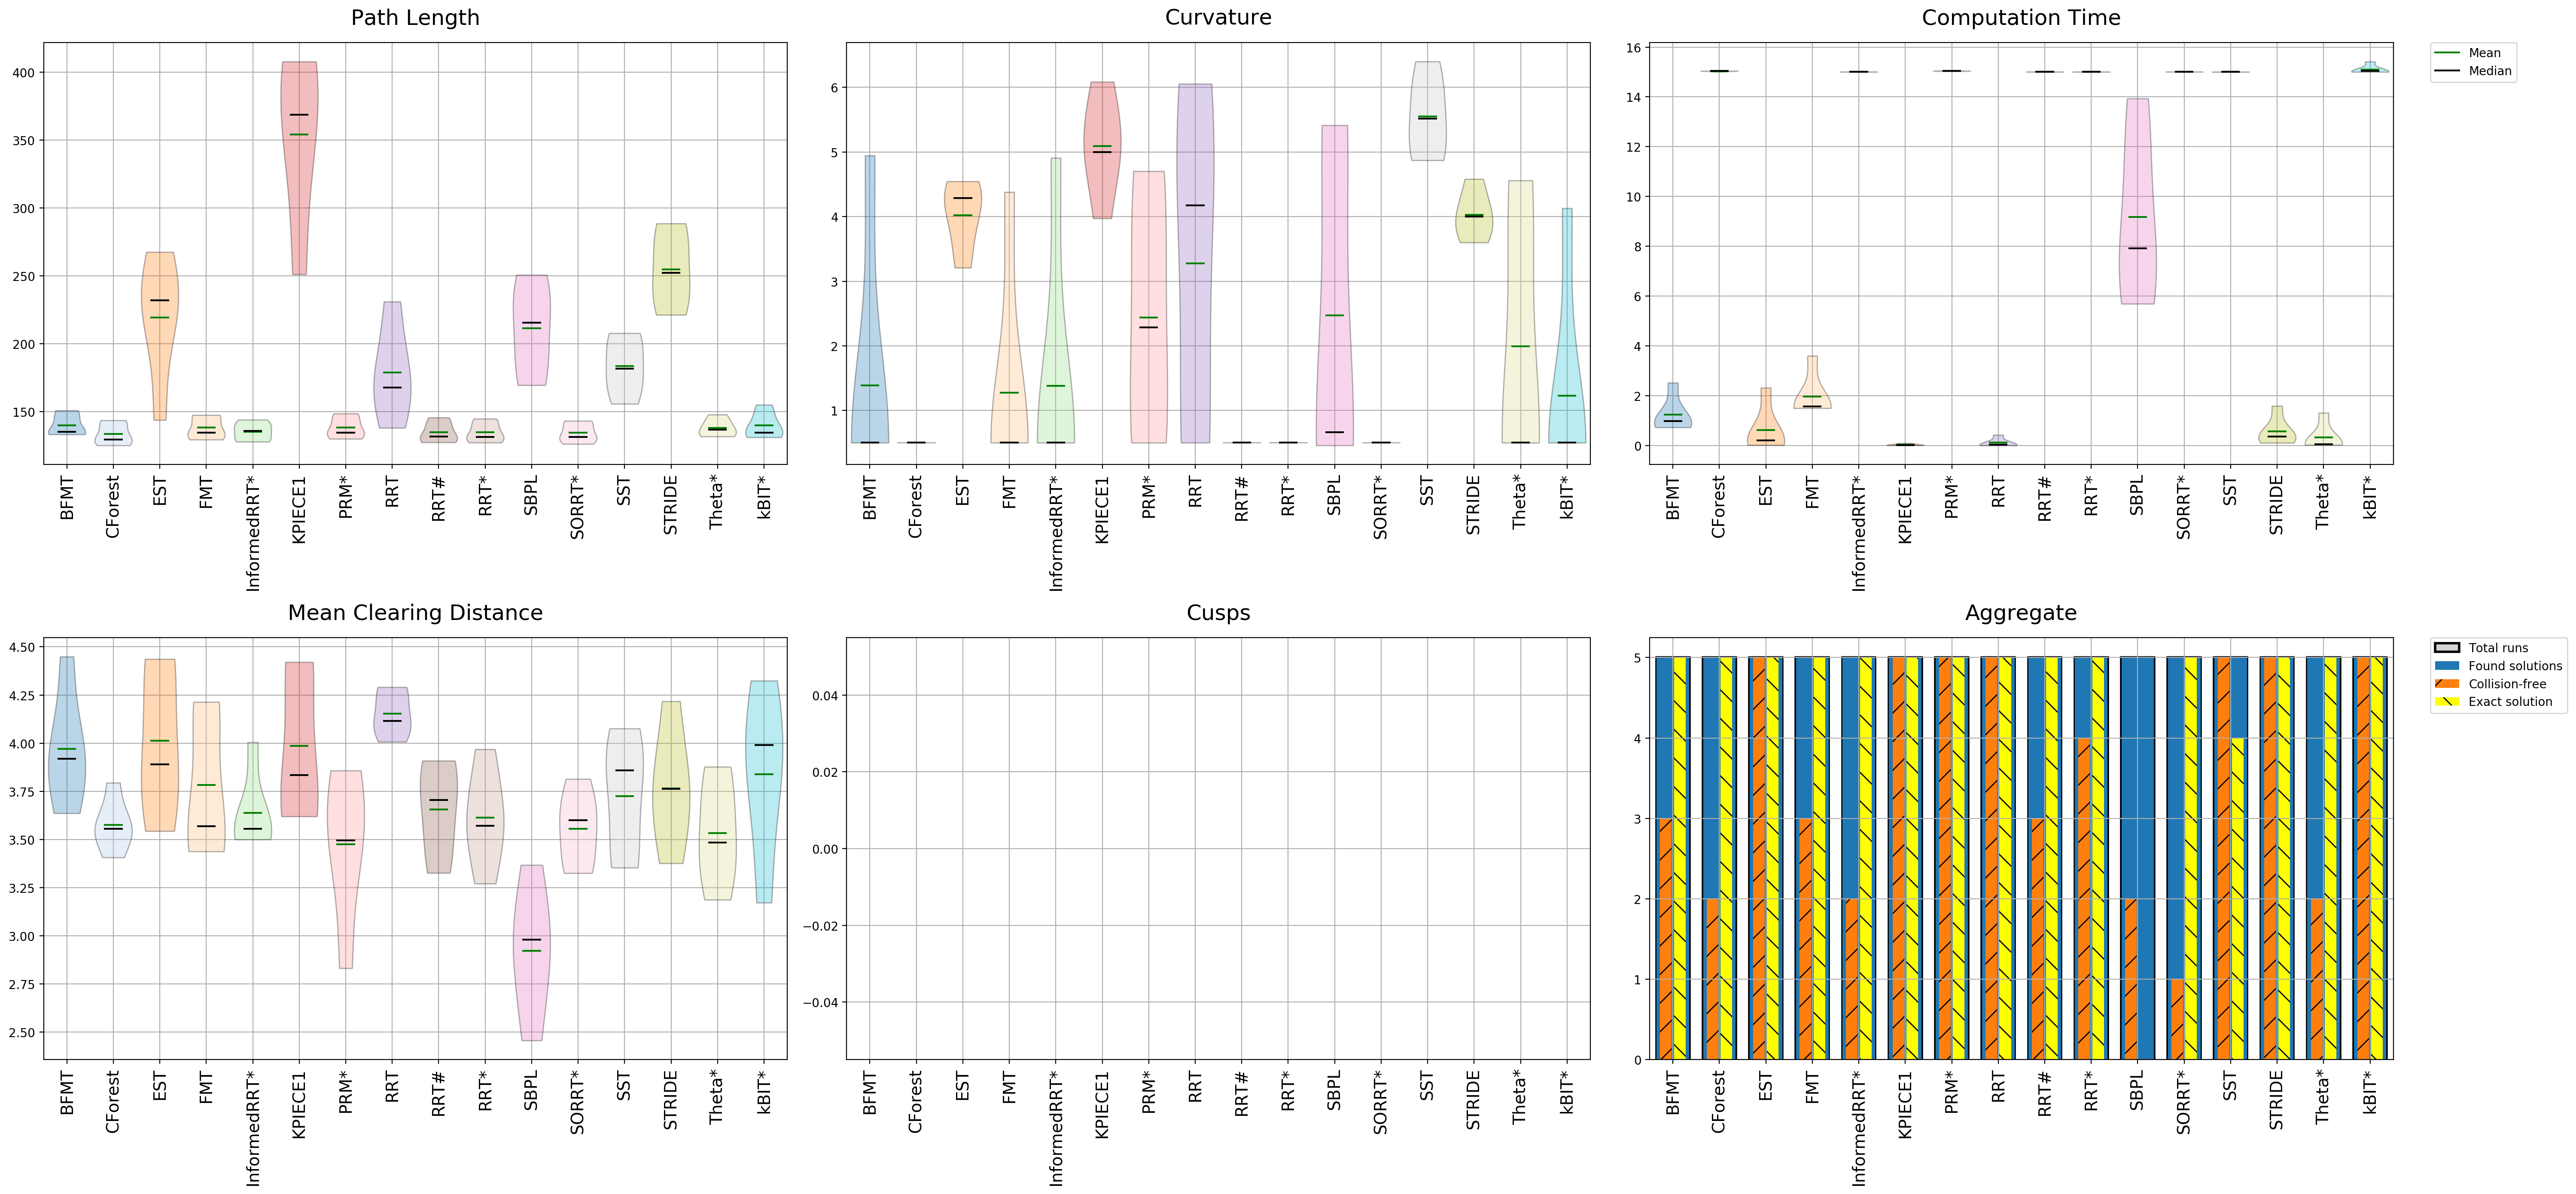 Path Length
400
350
300
250
200
150
BFMT
CForest
EST
FMT
InformedRRT*
KPIECE1
PRM*
RRT
RRT#
RRT*
SBPL
SORRT*
SST
STRIDE
Theta*
kBIT*
Curvature
6
5
4
3
2
1
BFMT
CForest
EST
FMT
InformedRRT*
KPIECE1
PRM*
RRT
RRT#
RRT*
SBPL
SORRT*
SST
STRIDE
Theta*
kBIT*
Computation Time
16
14
12
10
8
6
4
2
0
BFMT
CForest
EST
FMT
InformedRRT*
KPIECE1
PRM*
RRT
RRT#
RRT*
SBPL
SORRT*
SST
STRIDE
Theta*
kBIT*
Mean
Median
Mean Clearing Distance
4.50
4.25
4.00
3.75
3.50
3.25
3.00
2.75
2.50
BFMT
CForest
EST
FMT
InformedRRT*
KPIECE1
PRM*
RRT
RRT#
RRT*
SBPL
SORRT*
SST
STRIDE
Theta*
kBIT*
Cusps
0.04
0.02
0.00
−0.02
−0.04
BFMT
CForest
EST
FMT
InformedRRT*
KPIECE1
PRM*
RRT
RRT#
RRT*
SBPL
SORRT*
SST
STRIDE
Theta*
kBIT*
Aggregate
5
4
3
2
1
0
BFMT
CForest
EST
FMT
InformedRRT*
KPIECE1
PRM*
RRT
RRT#
RRT*
SBPL
SORRT*
SST
STRIDE
Theta*
kBIT*
Total runs
Found solutions
Collision-free
Exact solution